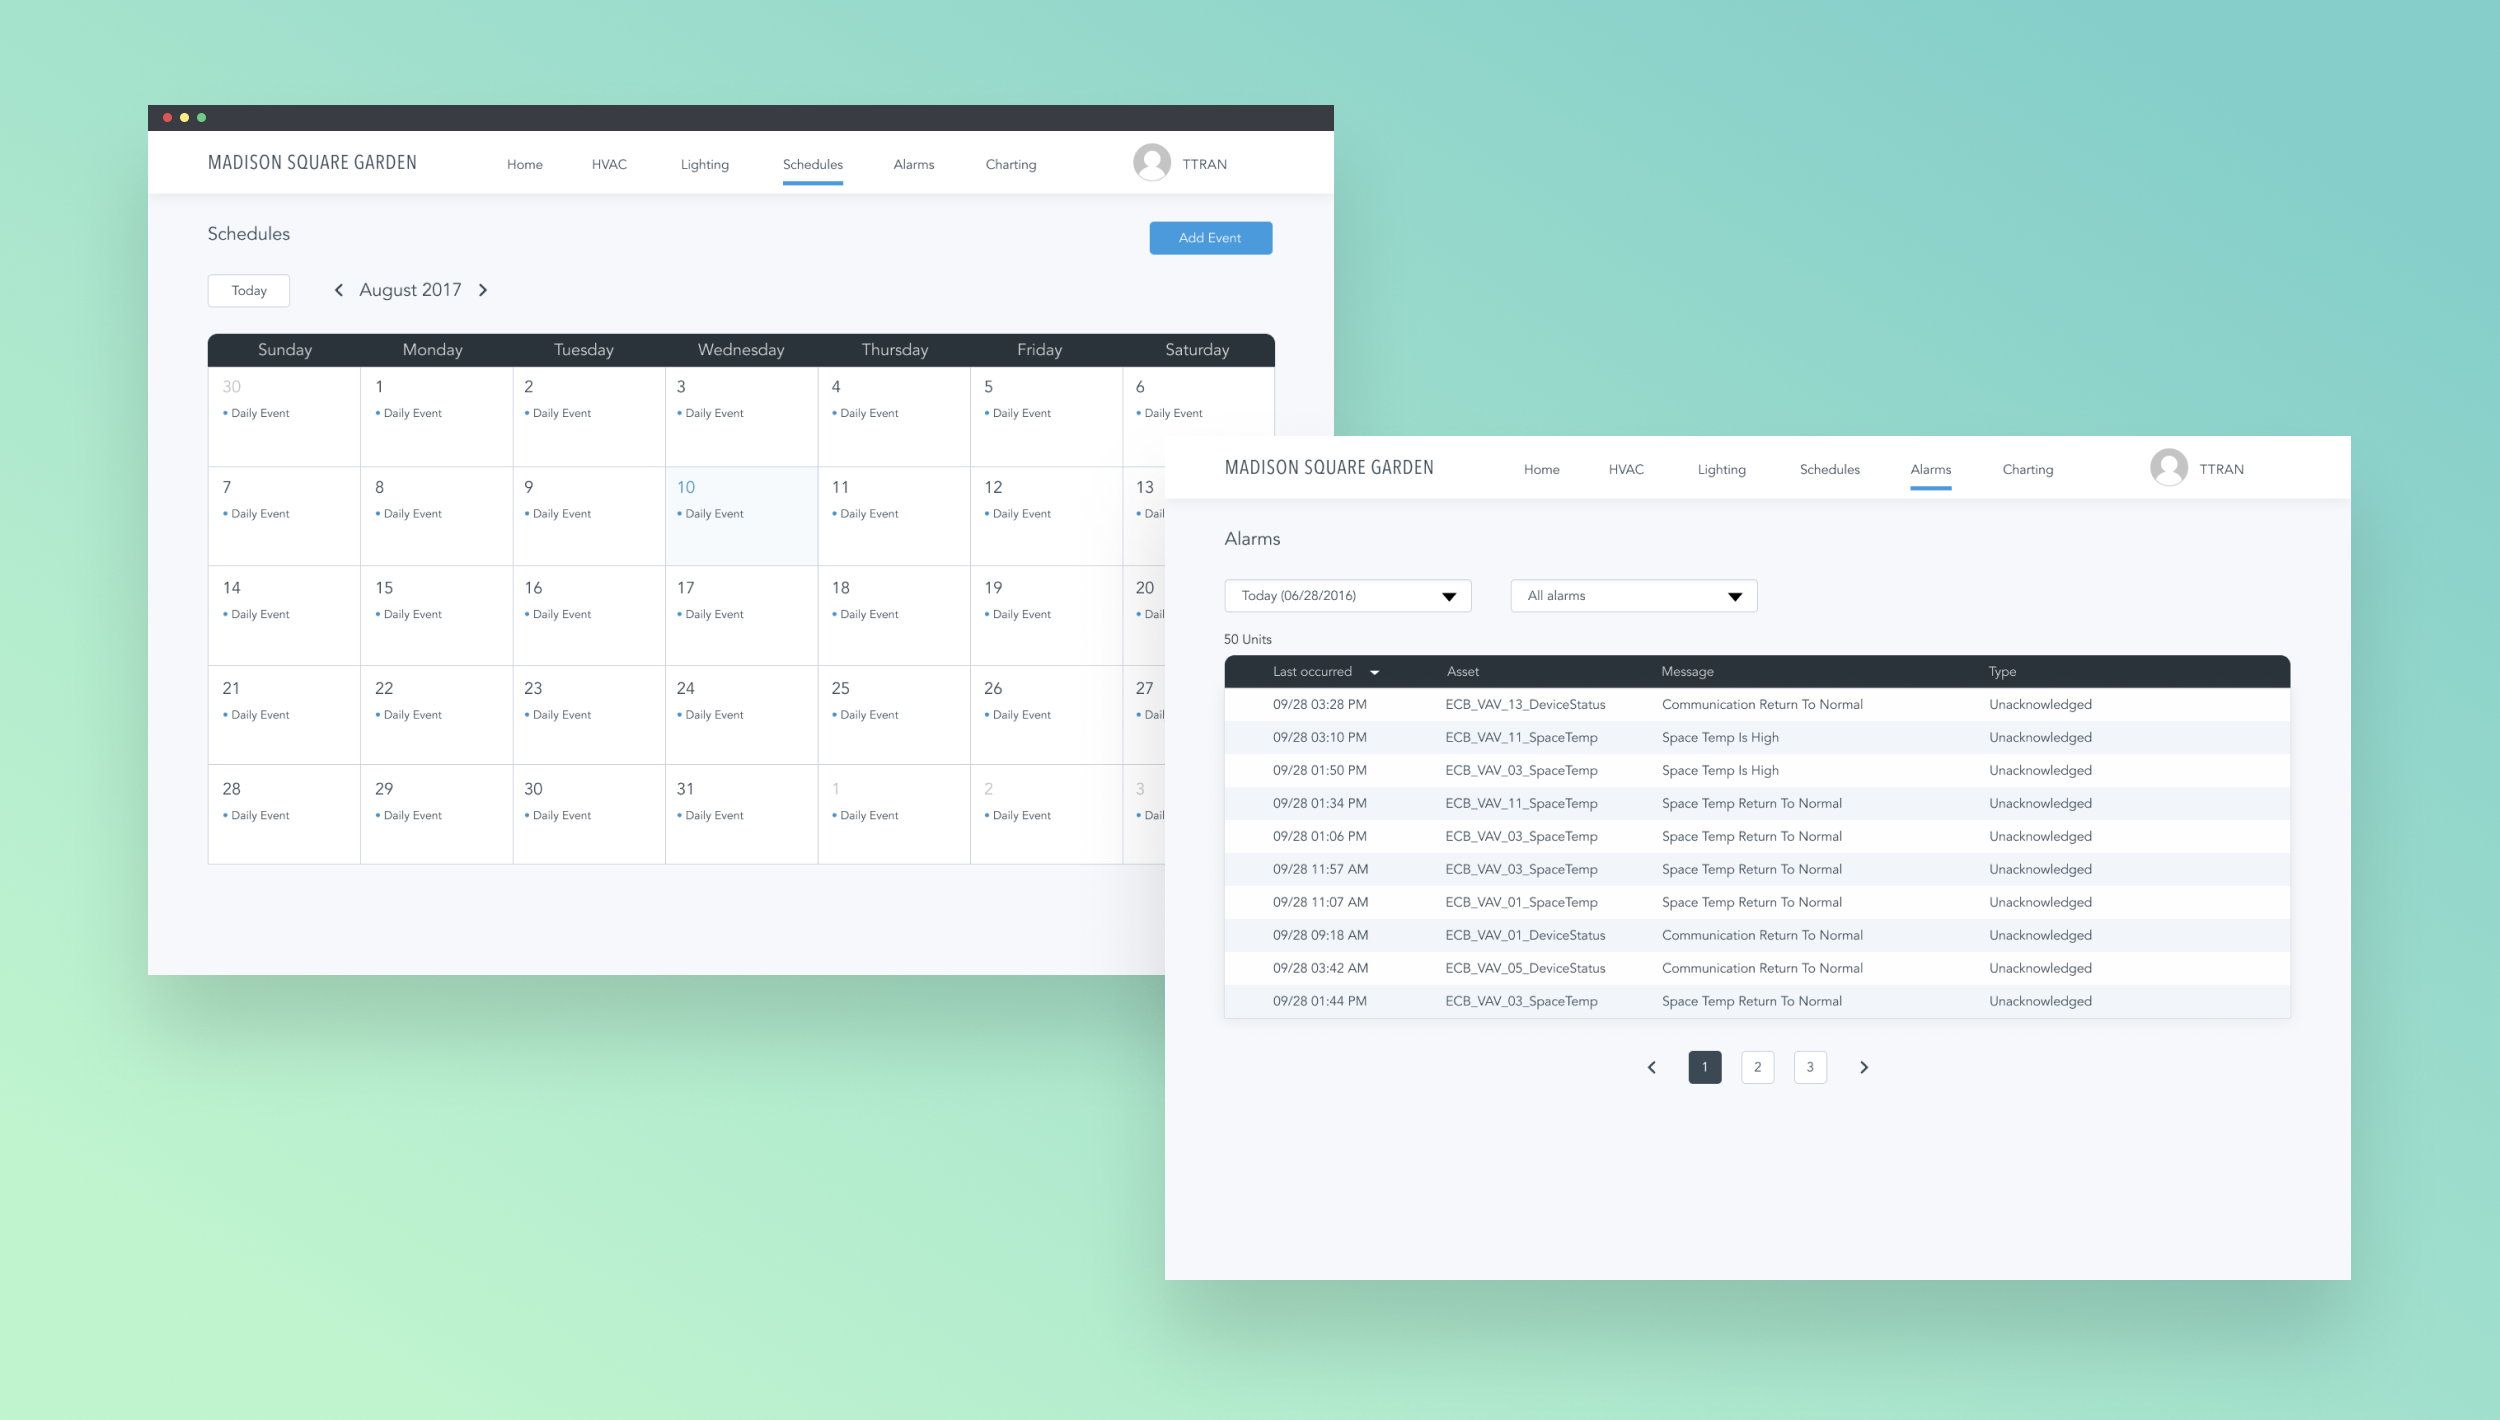 MADISON SQUARE GARDEN Home HVAC Lighting Schedules Alarms Charting TTRAN
Schedules Add Event
Today August 2017
Sunday Monday Tuesday Wednesday Thursday Friday Saturday
30 1 2 3 4 5 6
• Daily Event • Daily Event • Daily Event • Daily Event • Daily Event • Daily Event • Daily Event
7 8 9 10 11 12 13
• Daily Event • Daily Event • Daily Event • Daily Event • Daily Event • Daily Event • Dail
14 15 16 17 18 19 20
• Daily Event • Daily Event • Daily Event • Daily Event • Daily Event • Daily Event • Dail
21 22 23 24 25 26 27
• Daily Event • Daily Event • Daily Event • Daily Event • Daily Event • Daily Event • Dail
28 29 30 31 1 2 3
• Daily Event • Daily Event • Daily Event • Daily Event • Daily Event • Daily Event • Dail
MADISON SQUARE GARDEN Home HVAC Lighting Schedules Alarms Charting TTRAN
Alarms
Today (06/28/2016) All alarms
50 Units
Last occurred Asset Message Type
09/28 03:28 PM ECB_VAV_13_DeviceStatus Communication Return To Normal Unacknowledged
09/28 03:10 PM ECB_VAV_11_SpaceTemp Space Temp Is High Unacknowledged
09/28 01:50 PM ECB_VAV_03_SpaceTemp Space Temp Is High Unacknowledged
09/28 01:34 PM ECB_VAV_11_SpaceTemp Space Temp Return To Normal Unacknowledged
09/28 01:06 PM ECB_VAV_03_SpaceTemp Space Temp Return To Normal Unacknowledged
09/28 11:57 AM ECB_VAV_03_SpaceTemp Space Temp Return To Normal Unacknowledged
09/28 11:07 AM ECB_VAV_01_SpaceTemp Space Temp Return To Normal Unacknowledged
09/28 09:18 AM ECB_VAV_01_DeviceStatus Communication Return To Normal Unacknowledged
09/28 03:42 AM ECB_VAV_05_DeviceStatus Communication Return To Normal Unacknowledged
09/28 01:44 PM ECB_VAV_03_SpaceTemp Space Temp Return To Normal Unacknowledged
1 2 3